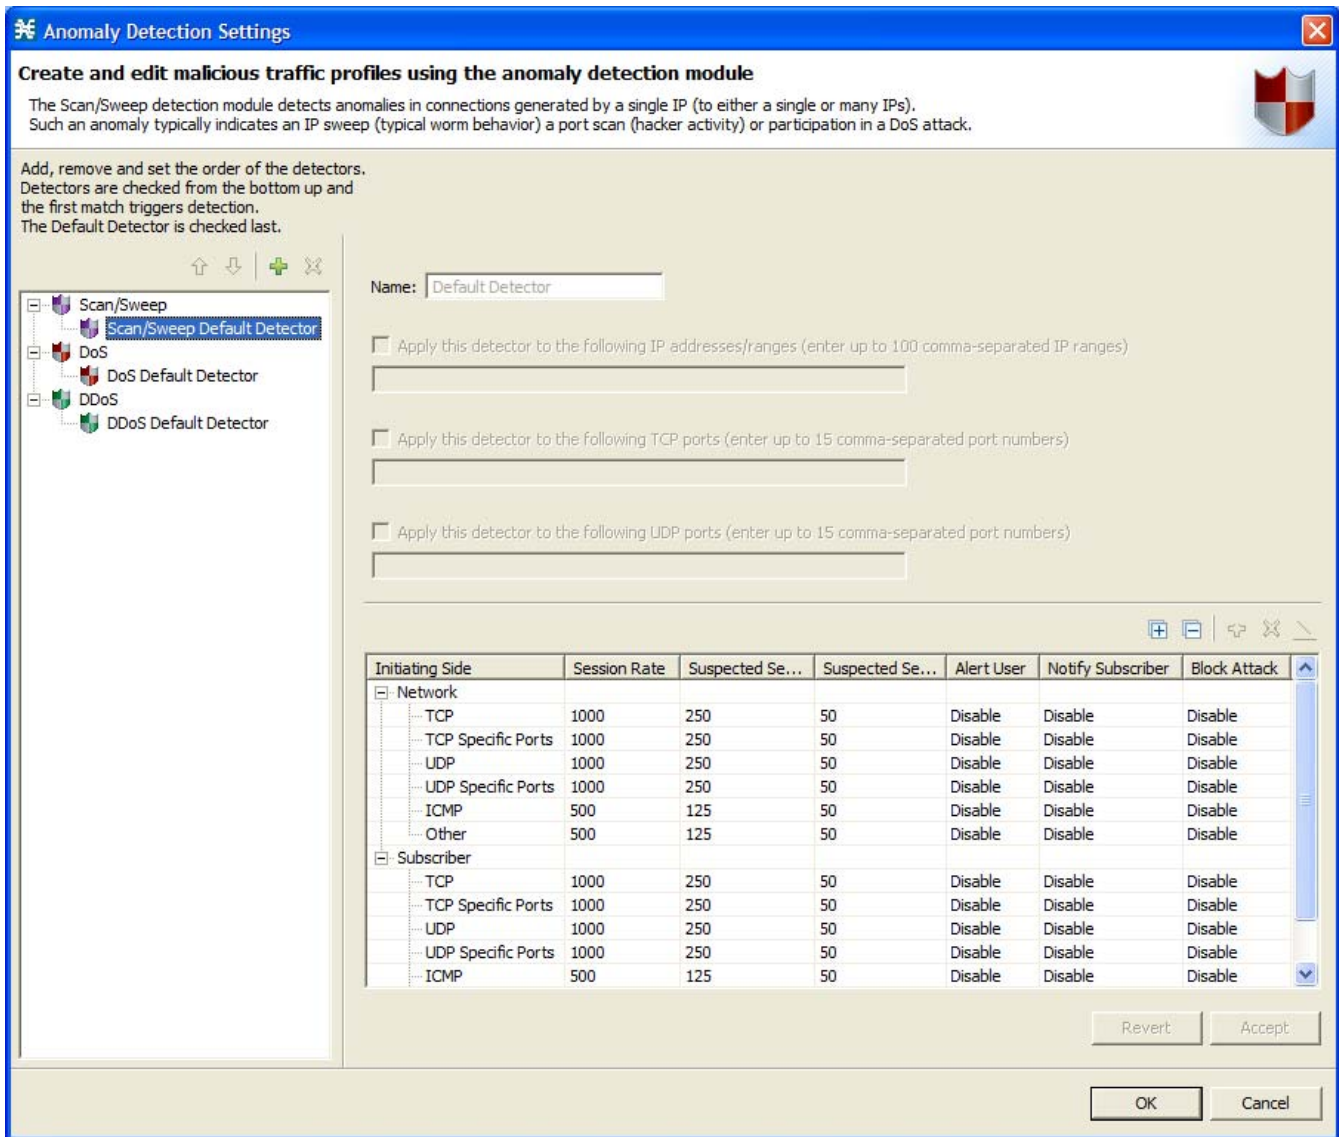 Anomaly Detection Settings
Create and edit malicious traffic profiles using the anomaly detection module
The Scan/Sweep detection module detects anomalies in connections generated by a single IP (to either a single or many IPs).
Such an anomaly typically indicates an IP sweep (typical worm behavior) a port scan (hacker activity) or participation in a DoS attack.
Add, remove and set the order of the detectors.
Detectors are checked from the bottom up and
the first match triggers detection.
The Default Detector is checked last.
Scan/Sweep
Scan/Sweep Default Detector
DoS
DoS Default Detector
DDoS
DDoS Default Detector
Name: Default Detector
Apply this detector to the following IP addresses/ranges (enter up to 100 comma-separated IP ranges)
Apply this detector to the following TCP ports (enter up to 15 comma-separated port numbers)
Apply this detector to the following UDP ports (enter up to 15 comma-separated port numbers)
Initiating Side Session Rate Suspected Se... Suspected Se... Alert User Notify Subscriber Block Attack
Network
TCP 1000 250 50 Disable Disable Disable
TCP Specific Ports 1000 250 50 Disable Disable Disable
UDP 1000 250 50 Disable Disable Disable
UDP Specific Ports 1000 250 50 Disable Disable Disable
ICMP 500 125 50 Disable Disable Disable
Other 500 125 50 Disable Disable Disable
Subscriber
TCP 1000 250 50 Disable Disable Disable
TCP Specific Ports 1000 250 50 Disable Disable Disable
UDP 1000 250 50 Disable Disable Disable
UDP Specific Ports 1000 250 50 Disable Disable Disable
ICMP 500 125 50 Disable Disable Disable
Revert Accept
OK Cancel